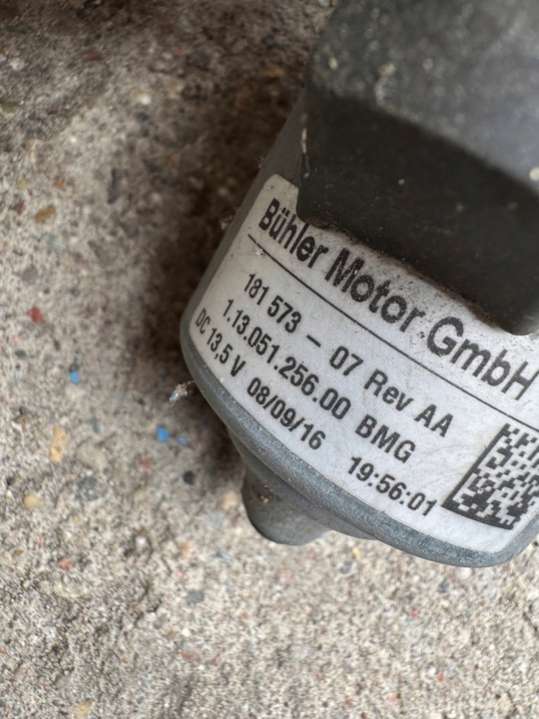 Bühler Motor GmbH
181 573 - 07 Rev AA
1.13.051.256.00 BMG
DC 13,5 V 08/09/16 19:56:01